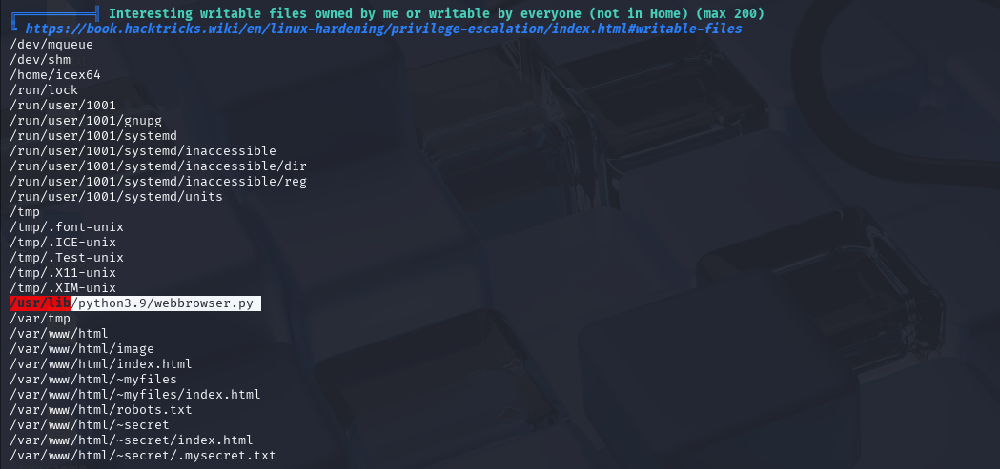 ╔══════════╣ Interesting writable files owned by me or writable by everyone (not in Home) (max 200)
╚ https://book.hacktricks.wiki/en/linux-hardening/privilege-escalation/index.html#writable-files
/dev/mqueue
/dev/shm
/home/icex64
/run/lock
/run/user/1001
/run/user/1001/gnupg
/run/user/1001/systemd
/run/user/1001/systemd/inaccessible
/run/user/1001/systemd/inaccessible/dir
/run/user/1001/systemd/inaccessible/reg
/run/user/1001/systemd/units
/tmp
/tmp/.font-unix
/tmp/.ICE-unix
/tmp/.Test-unix
/tmp/.X11-unix
/tmp/.XIM-unix
/usr/lib/python3.9/webbrowser.py
/var/tmp
/var/www/html
/var/www/html/image
/var/www/html/index.html
/var/www/html/~myfiles
/var/www/html/~myfiles/index.html
/var/www/html/robots.txt
/var/www/html/~secret
/var/www/html/~secret/index.html
/var/www/html/~secret/.mysecret.txt